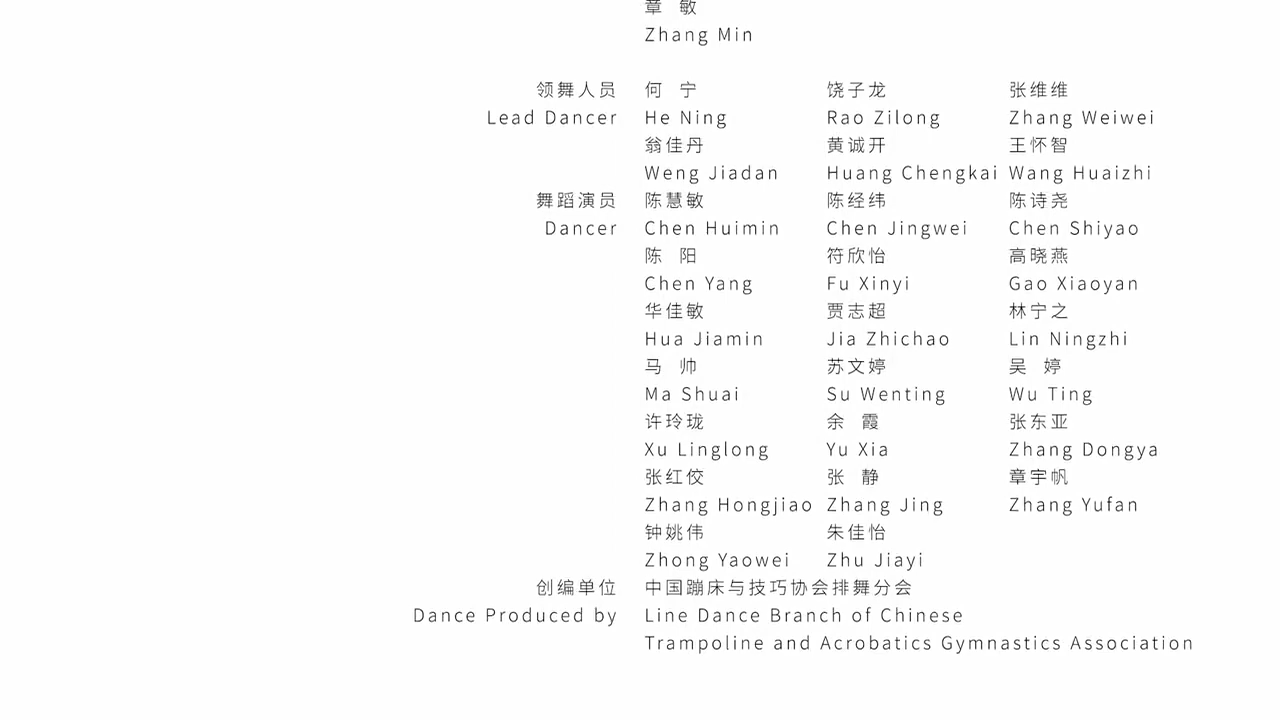 章 敏
Zhang Min
领舞人员 何 宁 饶子龙 张维维
Lead Dancer He Ning Rao Zilong Zhang Weiwei
翁佳丹 黄诚开 王怀智
Weng Jiadan Huang Chengkai Wang Huaizhi
舞蹈演员 陈慧敏 陈经纬 陈诗尧
Dancer Chen Huimin Chen Jingwei Chen Shiyao
陈 阳 符欣怡 高晓燕
Chen Yang Fu Xinyi Gao Xiaoyan
华佳敏 贾志超 林宁之
Hua Jiamin Jia Zhichao Lin Ningzhi
马 帅 苏文婷 吴 婷
Ma Shuai Su Wenting Wu Ting
许玲珑 余 霞 张东亚
Xu Linglong Yu Xia Zhang Dongya
张红佼 张 静 章宇帆
Zhang Hongjiao Zhang Jing Zhang Yufan
钟姚伟 朱佳怡
Zhong Yaowei Zhu Jiayi
创编单位 中国蹦床与技巧协会排舞分会
Dance Produced by Line Dance Branch of Chinese
Trampoline and Acrobatics Gymnastics Association